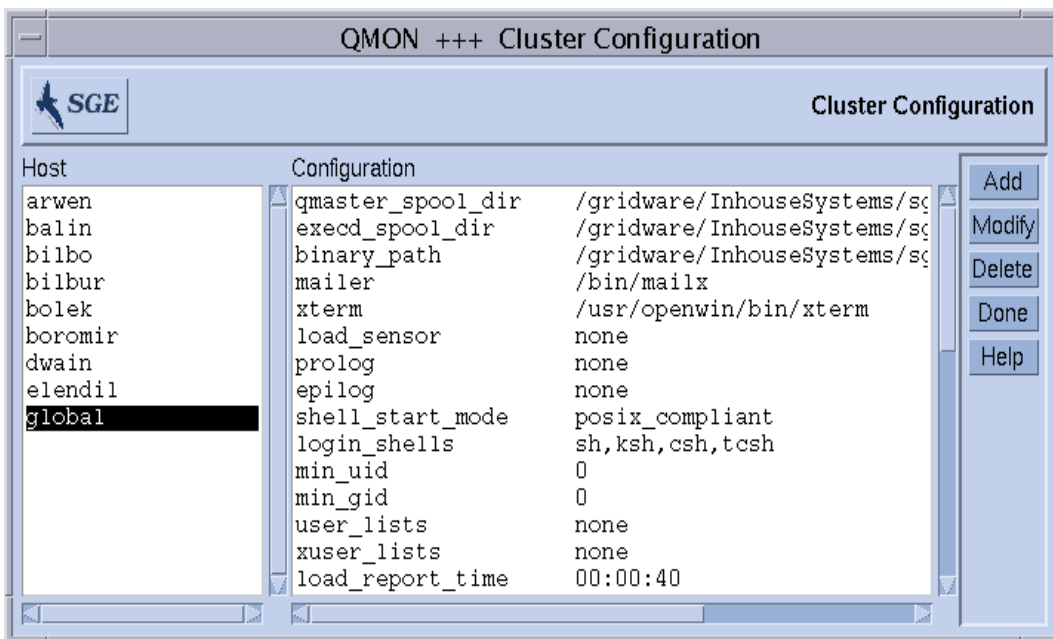 QMON +++ Cluster Configuration
SGE
Cluster Configuration
Host
arwen
balin
bilbo
bilbur
bolek
boromir
dwain
elendil
global
Configuration
qmaster_spool_dir /gridware/InhouseSystems/sg
execd_spool_dir /gridware/InhouseSystems/sg
binary_path /gridware/InhouseSystems/sg
mailer /bin/mailx
xterm /usr/openwin/bin/xterm
load_sensor none
prolog none
epilog none
shell_start_mode posix_compliant
login_shells sh,ksh,csh,tcsh
min_uid 0
min_gid 0
user_lists none
xuser_lists none
load_report_time 00:00:40
Add
Modify
Delete
Done
Help